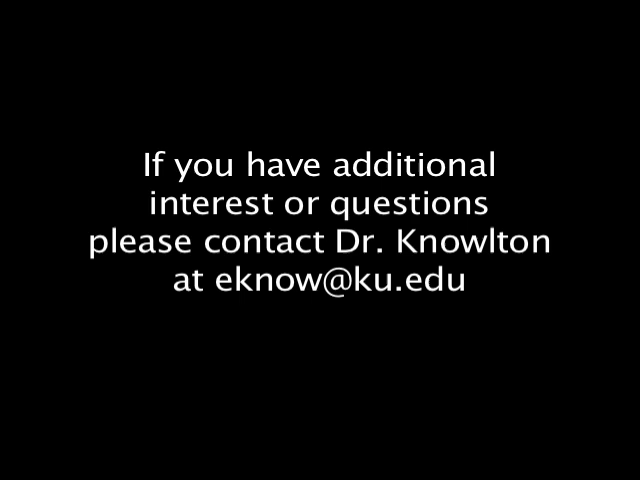 If you have additional
interest or questions
please contact Dr. Knowlton
at eknow@ku.edu